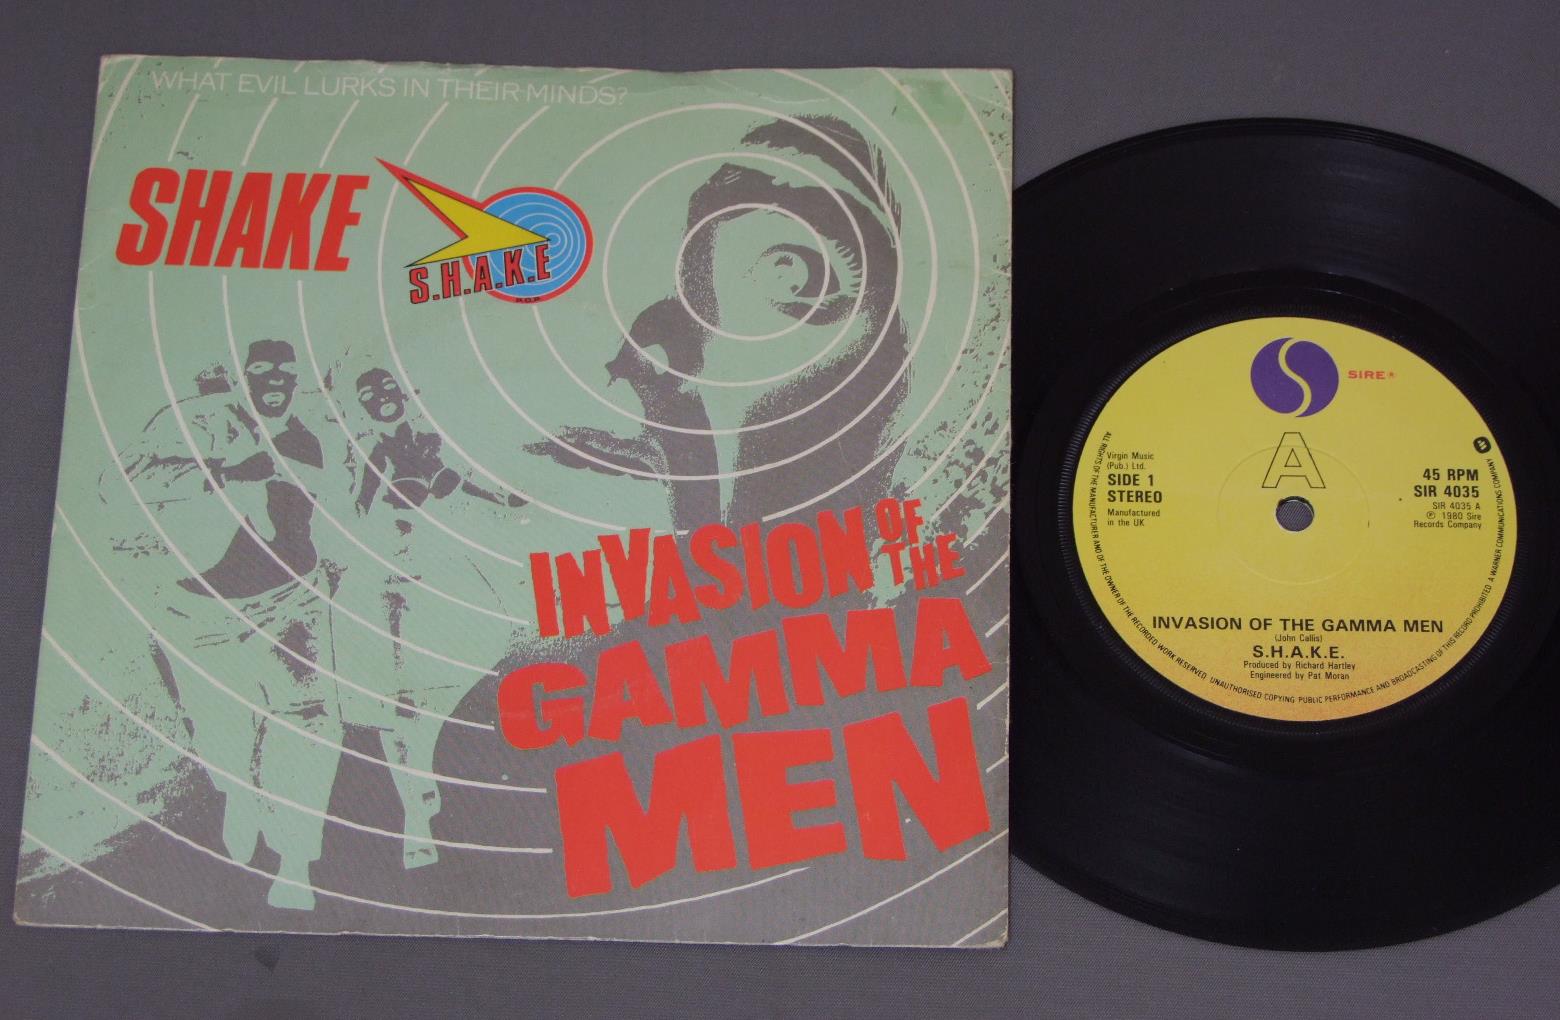 WHAT EVIL LURKS IN THEIR MINDS?
SHAKE
S.H.A.K.E
P.O.P.
INVASION OF THE
GAMMA
MEN
SIRE®
A
Virgin Music
(Pub.) Ltd.
SIDE 1
STEREO
Manufactured
in the UK
45 RPM
SIR 4035
SIR 4035 A
℗ 1980 Sire
Records Company
INVASION OF THE GAMMA MEN
(John Callis)
S.H.A.K.E.
Produced by Richard Hartley
Engineered by Pat Moran
ALL RIGHTS OF THE MANUFACTURER AND OF THE OWNER OF THE RECORDED WORK RESERVED UNAUTHORISED COPYING PUBLIC PERFORMANCE AND BROADCASTING OF THIS RECORD PROHIBITED A WARNER COMMUNICATIONS COMPANY